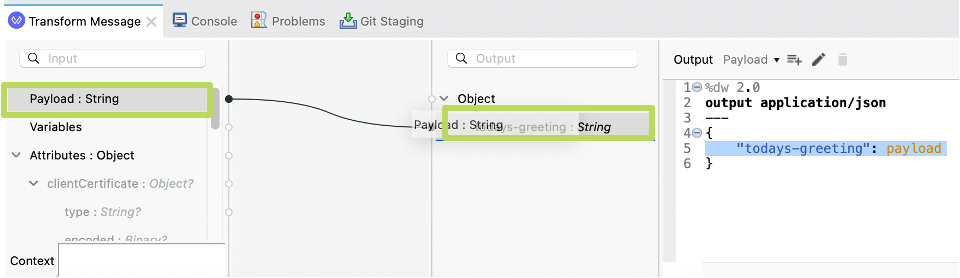 Transform Message Console Problems Git Staging
Input
Payload : String
Variables
Attributes : Object
clientCertificate : Object?
type : String?
encoded : Binary?
Context
Output
Object
Payload : String
todays-greeting : String
Output Payload
1 %dw 2.0
2 output application/json
3 ---
4 {
5 "todays-greeting": payload
6 }